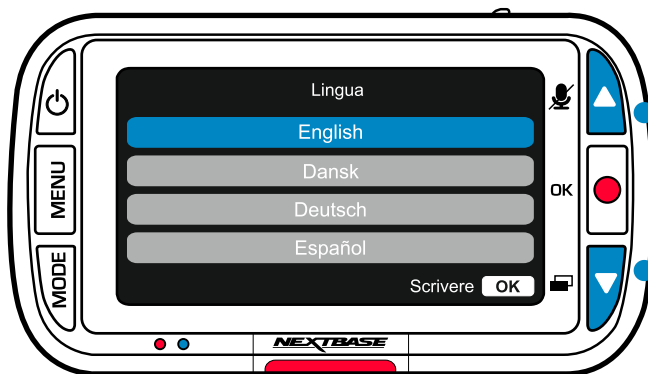 Lingua
English
Dansk
Deutsch
Español
Scrivere OK
MENU
MODE
OK
NEXTBASE